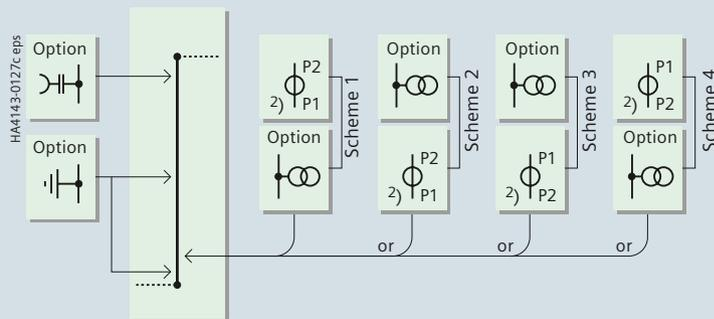 HA4143-0127c eps
Option
Option
P2
2) P1
Option
Scheme 1
Option
P2
2) P1
Scheme 2
Option
P1
2) P2
Scheme 3
P1
2) P2
Option
Scheme 4
or
or
or